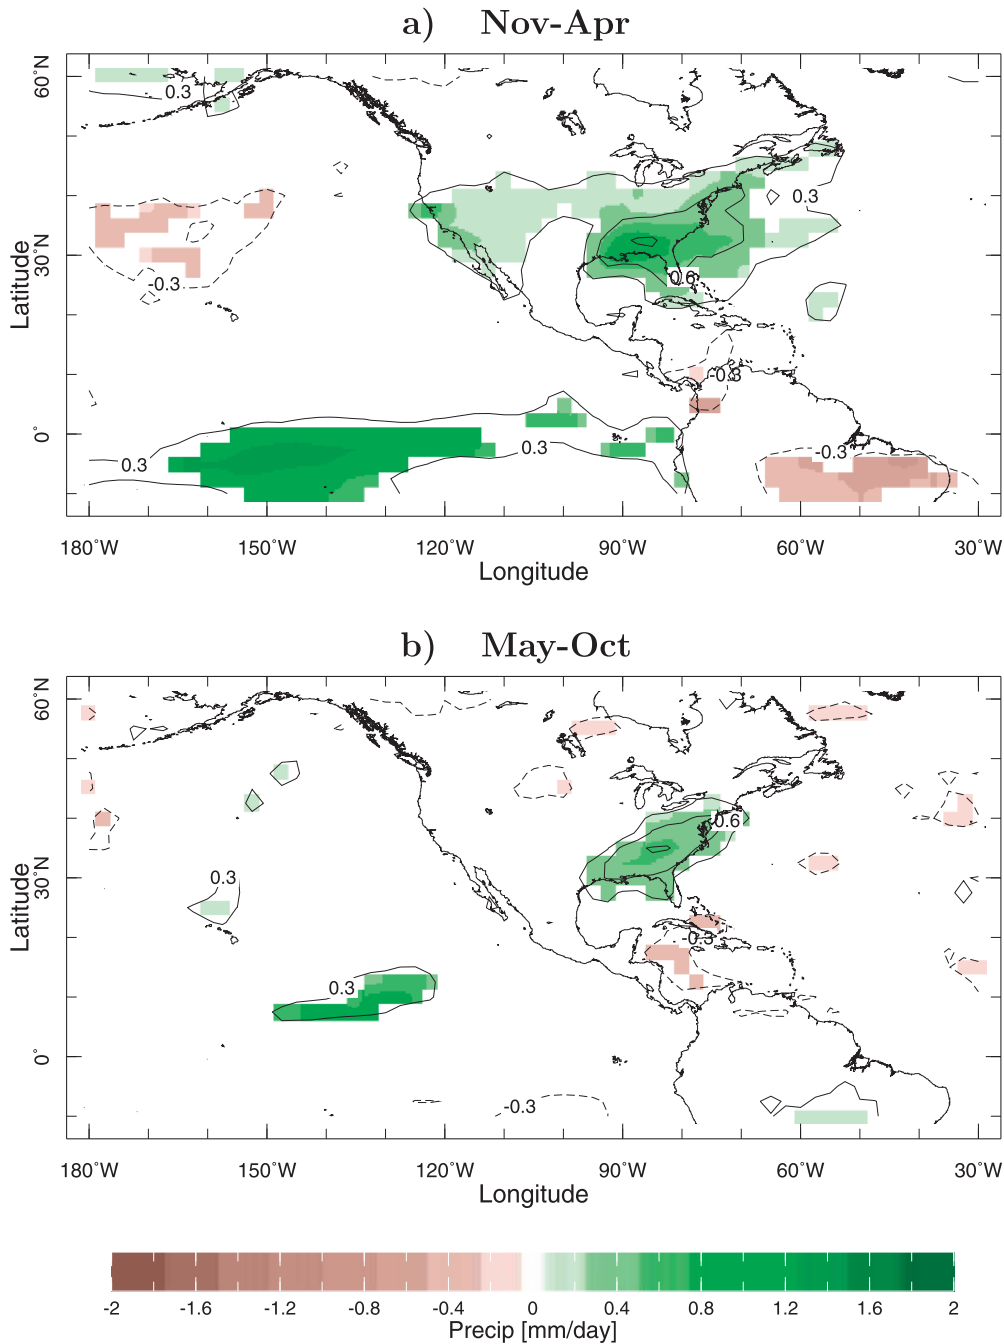 a) Nov-Apr
60°N
30°N
0°
Latitude
0.3
0.3
-0.3
0.6
-0.3
0.3
0.3
-0.3
180°W 150°W 120°W 90°W 60°W 30°W
Longitude
b) May-Oct
60°N
30°N
0°
Latitude
0.6
0.3
-0.3
0.3
-0.3
180°W 150°W 120°W 90°W 60°W 30°W
Longitude
-2 -1.6 -1.2 -0.8 -0.4 0 0.4 0.8 1.2 1.6 2
Precip [mm/day]